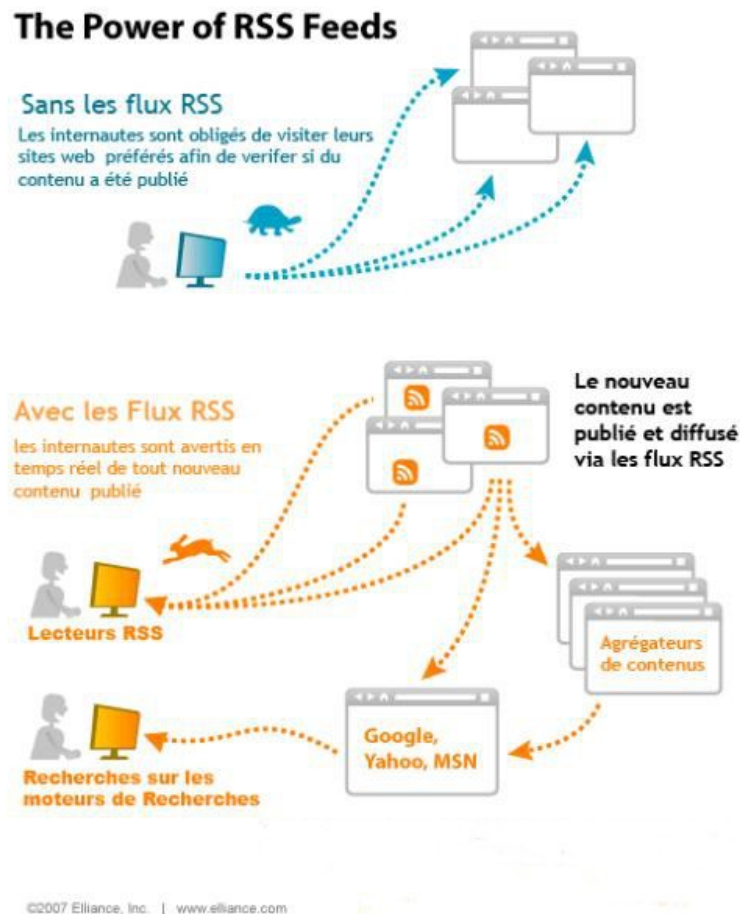 The Power of RSS Feeds
Sans les flux RSS
Les internautes sont obligés de visiter leurs
sites web préférés afin de verifer si du
contenu a été publié
Avec les Flux RSS
les internautes sont avertis en
temps réel de tout nouveau
contenu publié
Le nouveau
contenu est
publié et diffusé
via les flux RSS
Lecteurs RSS
Agrégateurs
de contenus
Google,
Yahoo, MSN
Recherches sur les
moteurs de Recherches
©2007 Elliance, Inc. | www.elliance.com